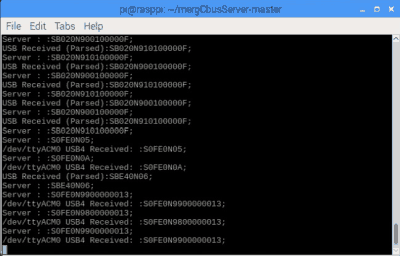 pi@rasppi: ~/mergCbusServer-master
File Edit Tabs Help
Server : :SB020N900100000F;
USB Received (Parsed):SB020N910100000F;
Server : :SB020N910100000F;
USB Received (Parsed):SB020N900100000F;
Server : :SB020N900100000F;
USB Received (Parsed):SB020N910100000F;
Server : :SB020N910100000F;
USB Received (Parsed):SB020N900100000F;
Server : :SB020N900100000F;
USB Received (Parsed):SB020N910100000F;
Server : :SB020N910100000F;
Server : :S0FE0N05;
/dev/ttyACM0 USB4 Received: :S0FE0N05;
Server : :S0FE0N0A;
/dev/ttyACM0 USB4 Received: :S0FE0N0A;
USB Received (Parsed):SBE40N06;
Server : :SBE40N06;
Server : :S0FE0N9900000013;
/dev/ttyACM0 USB4 Received: :S0FE0N9900000013;
Server : :S0FE0N9800000013;
/dev/ttyACM0 USB4 Received: :S0FE0N9800000013;
Server : :S0FE0N9900000013;
/dev/ttyACM0 USB4 Received: :S0FE0N9900000013;